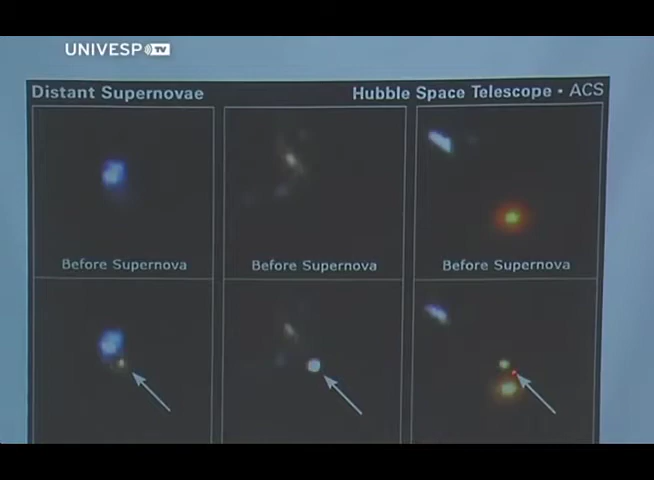 UNIVESP TV
Distant Supernovae
Hubble Space Telescope • ACS
Before Supernova
Before Supernova
Before Supernova